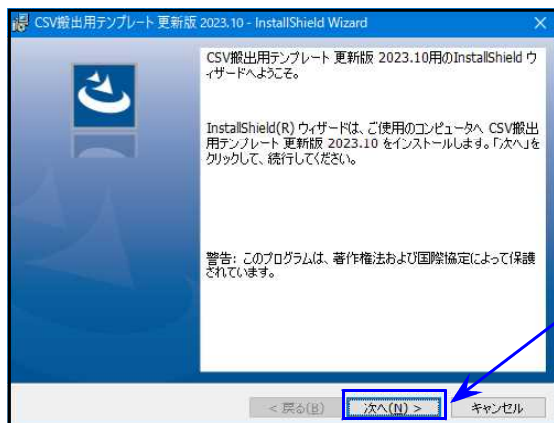 CSV搬出用テンプレート 更新版 2023.10 - InstallShield Wizard
CSV搬出用テンプレート 更新版 2023.10用のInstallShield ウ
ィザードへようこそ。
InstallShield(R) ウィザードは、ご使用のコンピュータへ CSV搬出
用テンプレート 更新版 2023.10 をインストールします。「次へ」を
クリックして、続行してください。
警告: このプログラムは、著作権法および国際協定によって保護
されています。
< 戻る(B)
次へ(N) >
キャンセル